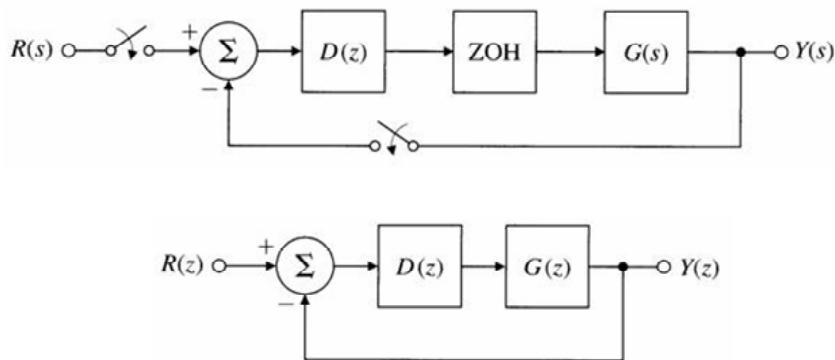 R(s) + Σ D(z) ZOH G(s) Y(s)
−
R(z) + Σ D(z) G(z) Y(z)
−